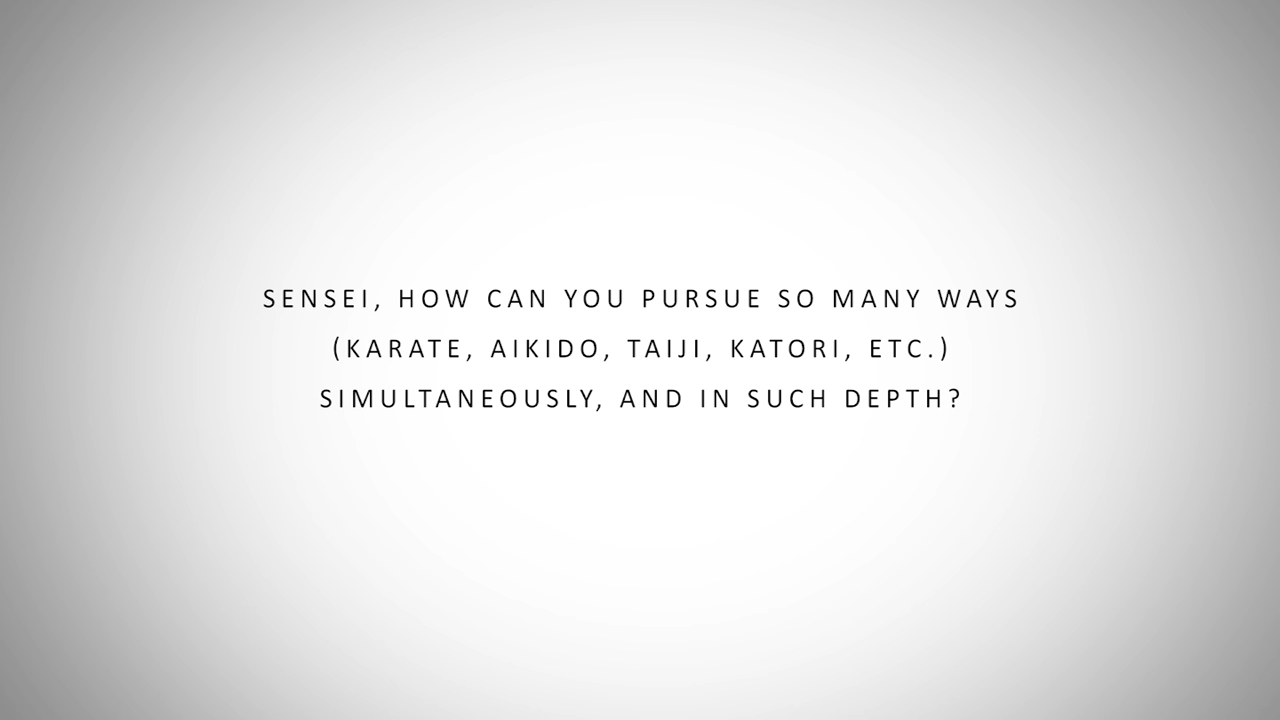 SENSEI, HOW CAN YOU PURSUE SO MANY WAYS
(KARATE, AIKIDO, TAIJI, KATORI, ETC.)
SIMULTANEOUSLY, AND IN SUCH DEPTH?